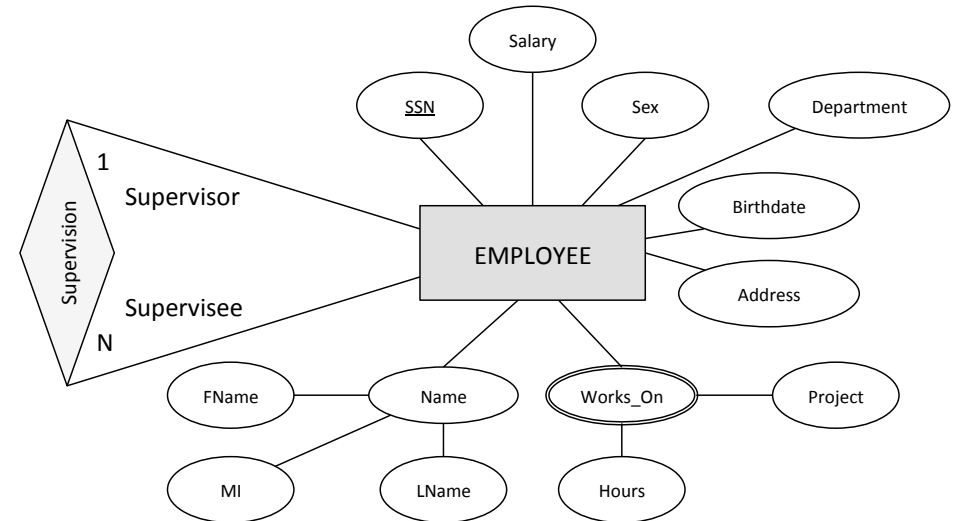 Salary
SSN
Sex
Department
1
Supervisor
Birthdate
Supervision
EMPLOYEE
Address
Supervisee
N
FName
Name
Works_On
Project
MI
LName
Hours